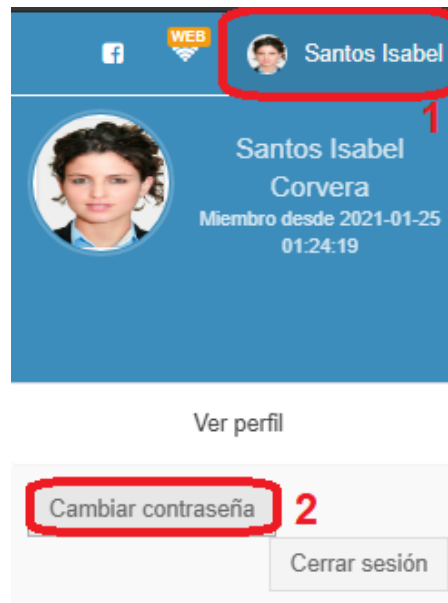 WEB
Santos Isabel
1
Santos Isabel
Corvera
Miembro desde 2021-01-25
01:24:19
Ver perfil
Cambiar contraseña 2
Cerrar sesión